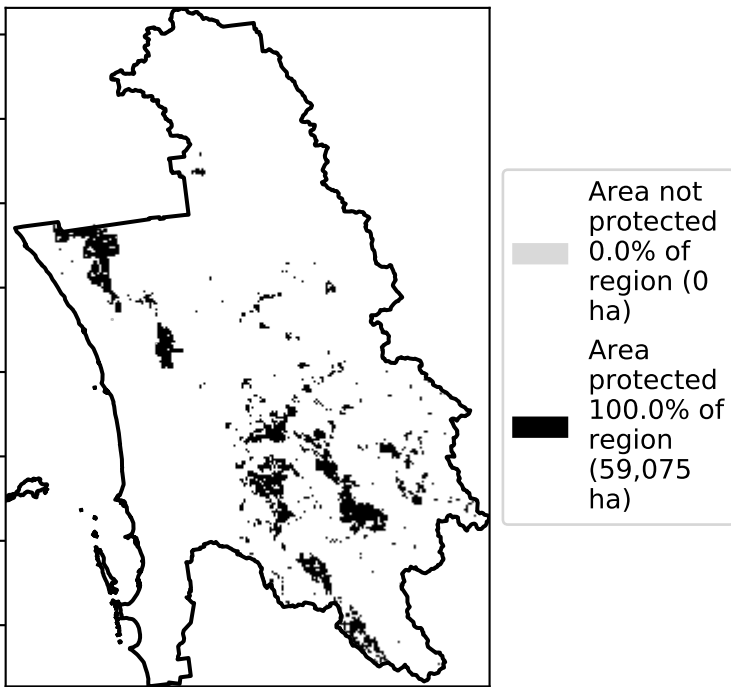 Area not
protected
0.0% of
region (0
ha)
Area
protected
100.0% of
region
(59,075
ha)